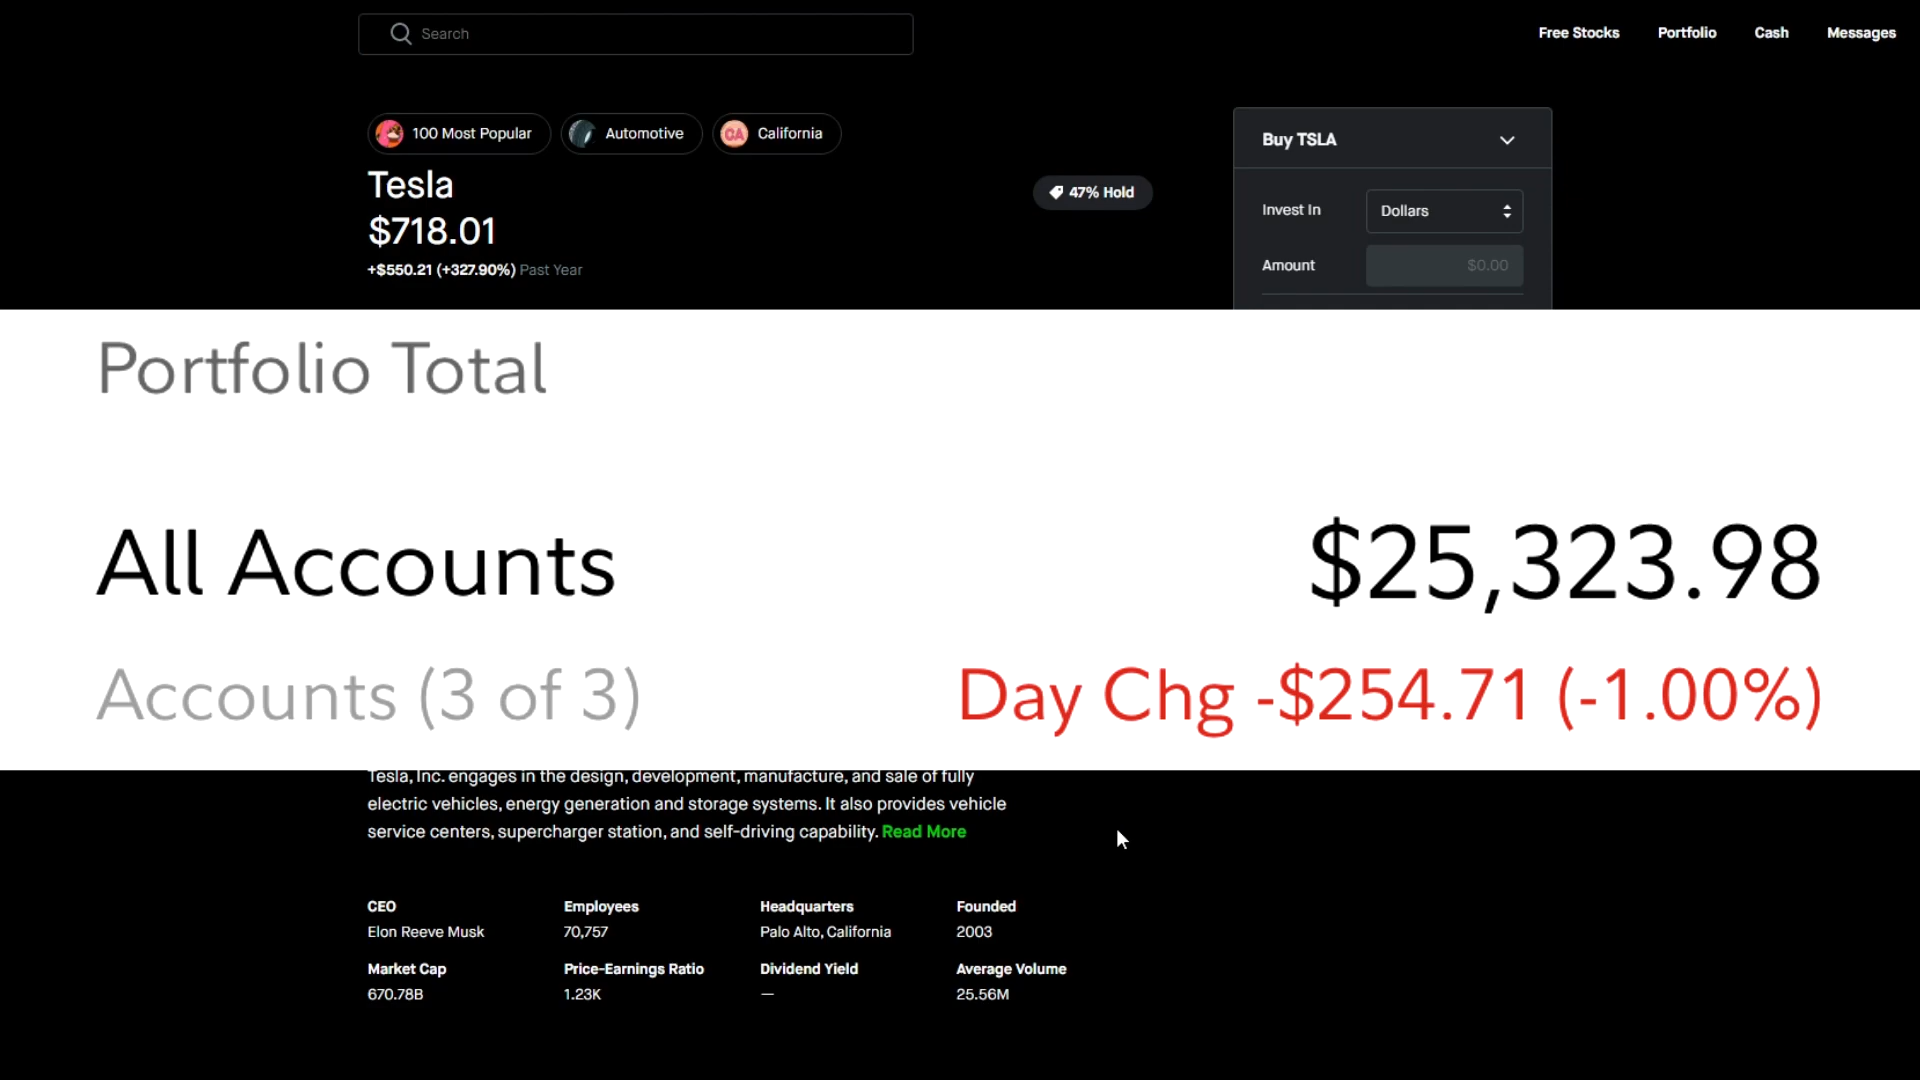 Search
Free Stocks Portfolio Cash Messages
100 Most Popular Automotive CA California
Tesla
$718.01
+$550.21 (+327.90%) Past Year
47% Hold
Buy TSLA
Invest In Dollars
Amount $0.00
Portfolio Total
All Accounts $25,323.98
Accounts (3 of 3) Day Chg -$254.71 (-1.00%)
Tesla, Inc. engages in the design, development, manufacture, and sale of fully
electric vehicles, energy generation and storage systems. It also provides vehicle
service centers, supercharger station, and self-driving capability. Read More
CEO Employees Headquarters Founded
Elon Reeve Musk 70,757 Palo Alto, California 2003
Market Cap Price-Earnings Ratio Dividend Yield Average Volume
670.78B 1.23K — 25.56M